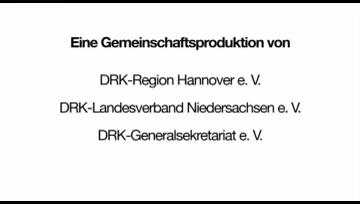 Eine Gemeinschaftsproduktion von
DRK-Region Hannover e. V.
DRK-Landesverband Niedersachsen e. V.
DRK-Generalsekretariat e. V.